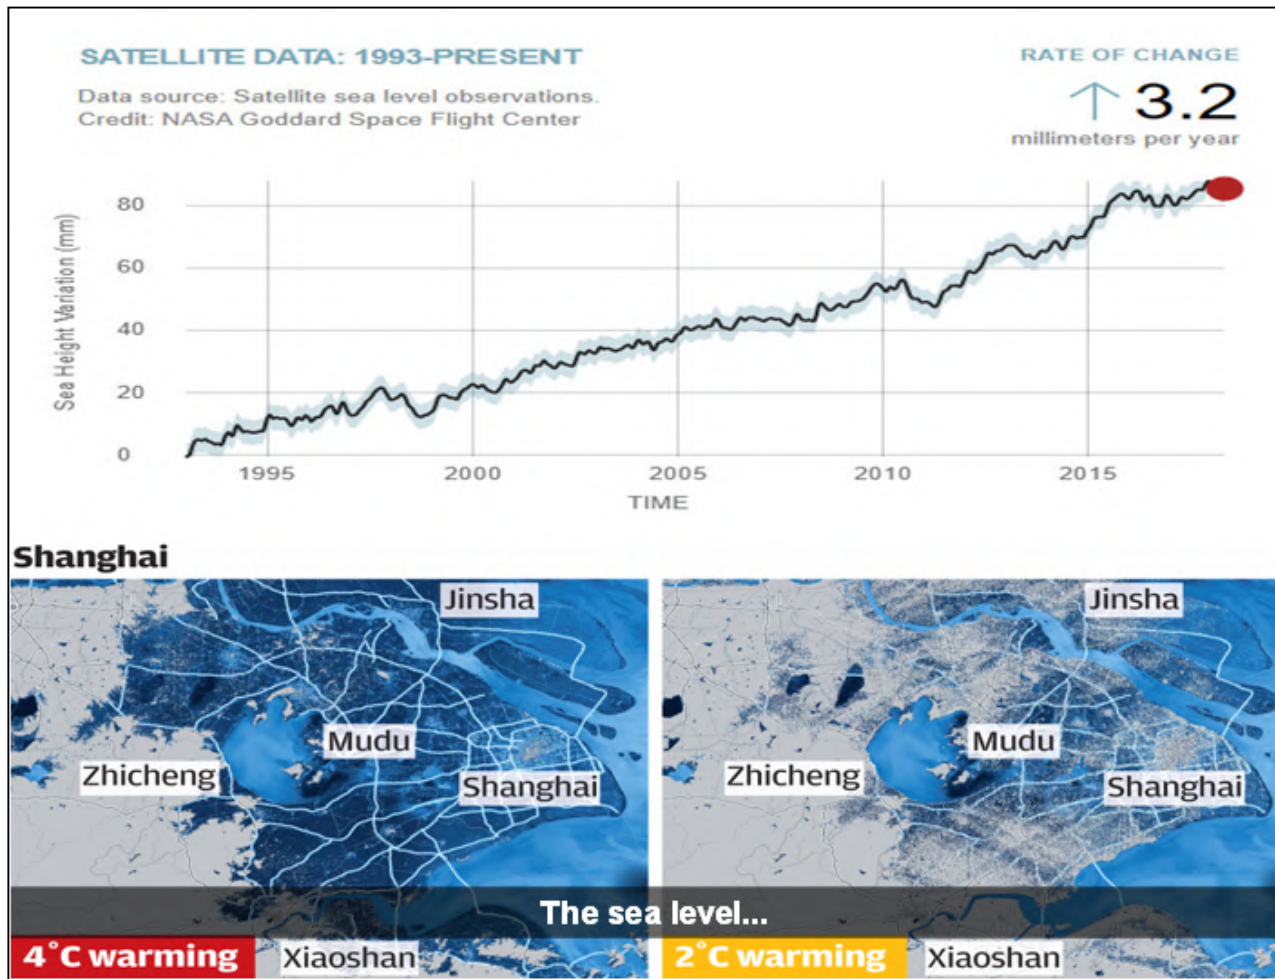 SATELLITE DATA: 1993-PRESENT
Data source: Satellite sea level observations.
Credit: NASA Goddard Space Flight Center
RATE OF CHANGE
↑ 3.2
millimeters per year
Sea Height Variation (mm)
80
60
40
20
0
1995 2000 2005 2010 2015
TIME
Shanghai
Jinsha
Mudu
Zhicheng
Shanghai
Xiaoshan
4°C warming
Jinsha
Mudu
Zhicheng
Shanghai
Xiaoshan
2°C warming
The sea level...